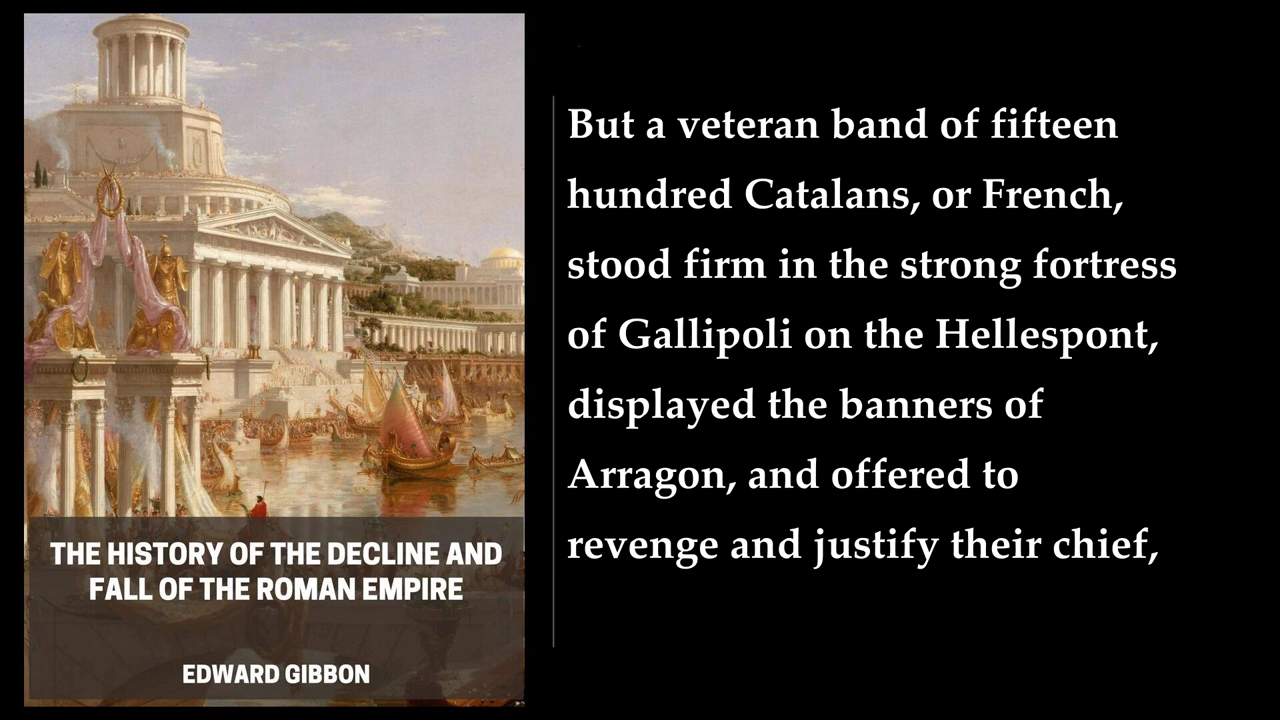 THE HISTORY OF THE DECLINE AND
FALL OF THE ROMAN EMPIRE
EDWARD GIBBON
But a veteran band of fifteen
hundred Catalans, or French,
stood firm in the strong fortress
of Gallipoli on the Hellespont,
displayed the banners of
Arragon, and offered to
revenge and justify their chief,